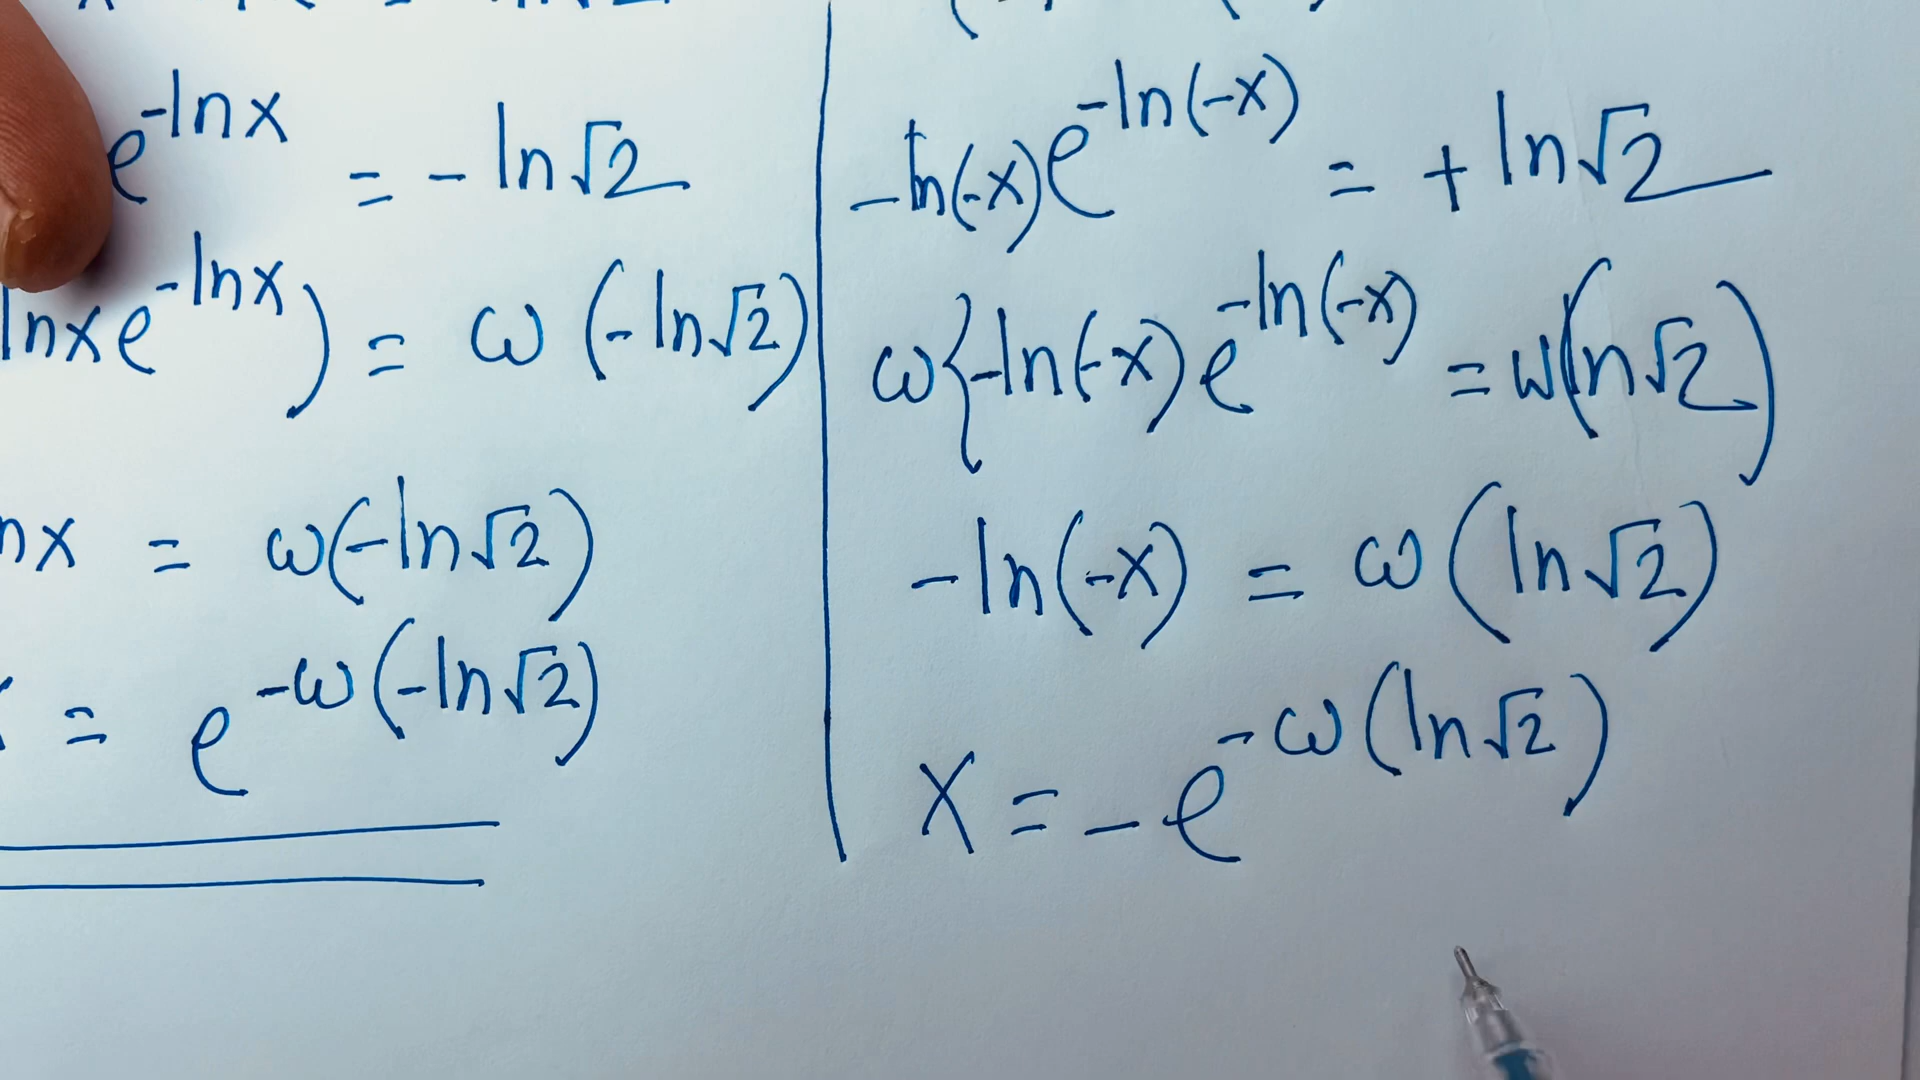 e^-lnx = - ln√2
lnxe^-lnx) = ω (-ln√2)
nx = ω(-ln√2)
= e^-ω(-ln√2)
-ln(-x)e^-ln(-x) = + ln√2
ω{-ln(-x)e^-ln(-x) = W(ln√2)
-ln(-x) = ω(ln√2)
X = -e^-ω(ln√2)